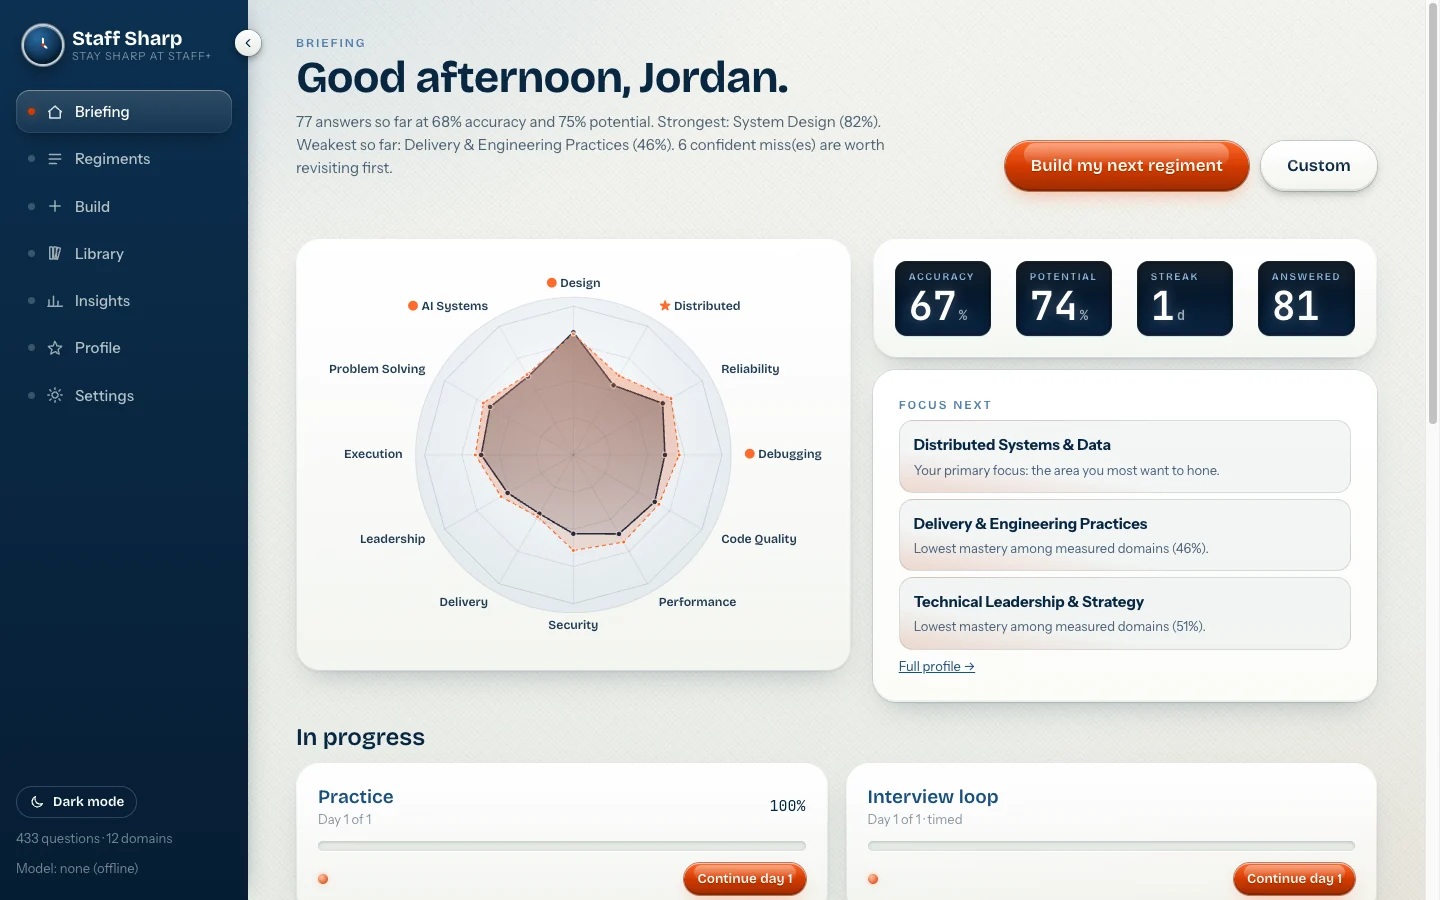 Staff Sharp
STAY SHARP AT STAFF+
Briefing
Regiments
Build
Library
Insights
Profile
Settings
Dark mode
433 questions · 12 domains
Model: none (offline)
BRIEFING
Good afternoon, Jordan.
77 answers so far at 68% accuracy and 75% potential. Strongest: System Design (82%).
Weakest so far: Delivery & Engineering Practices (46%). 6 confident miss(es) are worth
revisiting first.
Build my next regiment
Custom
Design
AI Systems
Distributed
Problem Solving
Reliability
Execution
Debugging
Leadership
Code Quality
Delivery
Performance
Security
ACCURACY
67%
POTENTIAL
74%
STREAK
1d
ANSWERED
81
FOCUS NEXT
Distributed Systems & Data
Your primary focus: the area you most want to hone.
Delivery & Engineering Practices
Lowest mastery among measured domains (46%).
Technical Leadership & Strategy
Lowest mastery among measured domains (51%).
Full profile →
In progress
Practice
Day 1 of 1
100%
Continue day 1
Interview loop
Day 1 of 1 · timed
Continue day 1